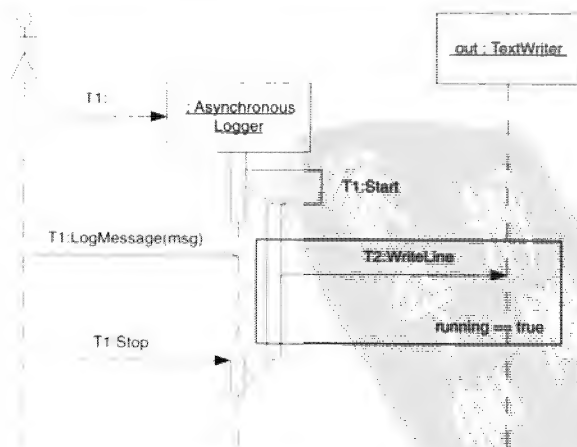 out : TextWriter
T1:
: Asynchronous
Logger
T1:Start
T1:LogMessage(msg)
T2:WriteLine
running == true
T1 Stop